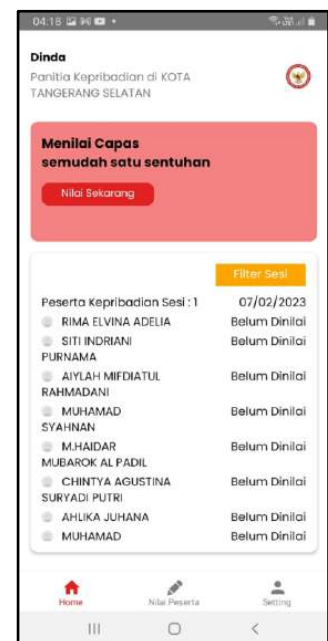 04:18
Dinda
Panitia Kepribadian di KOTA
TANGERANG SELATAN
Menilai Capas
semudah satu sentuhan
Nilai Sekarang
Filter Sesi
Peserta Kepribadian Sesi : 1 07/02/2023
RIMA ELVINA ADELIA Belum Dinilai
SITI INDRIANI Belum Dinilai
PURNAMA
AIYLAH MIFDIATUL Belum Dinilai
RAHMADANI
MUHAMAD Belum Dinilai
SYAHNAN
M.HAIDAR Belum Dinilai
MUBAROK AL PADIL
CHINTYA AGUSTINA Belum Dinilai
SURYADI PUTRI
AHLIKA JUHANA Belum Dinilai
MUHAMAD Belum Dinilai
Home Nilai Peserta Setting